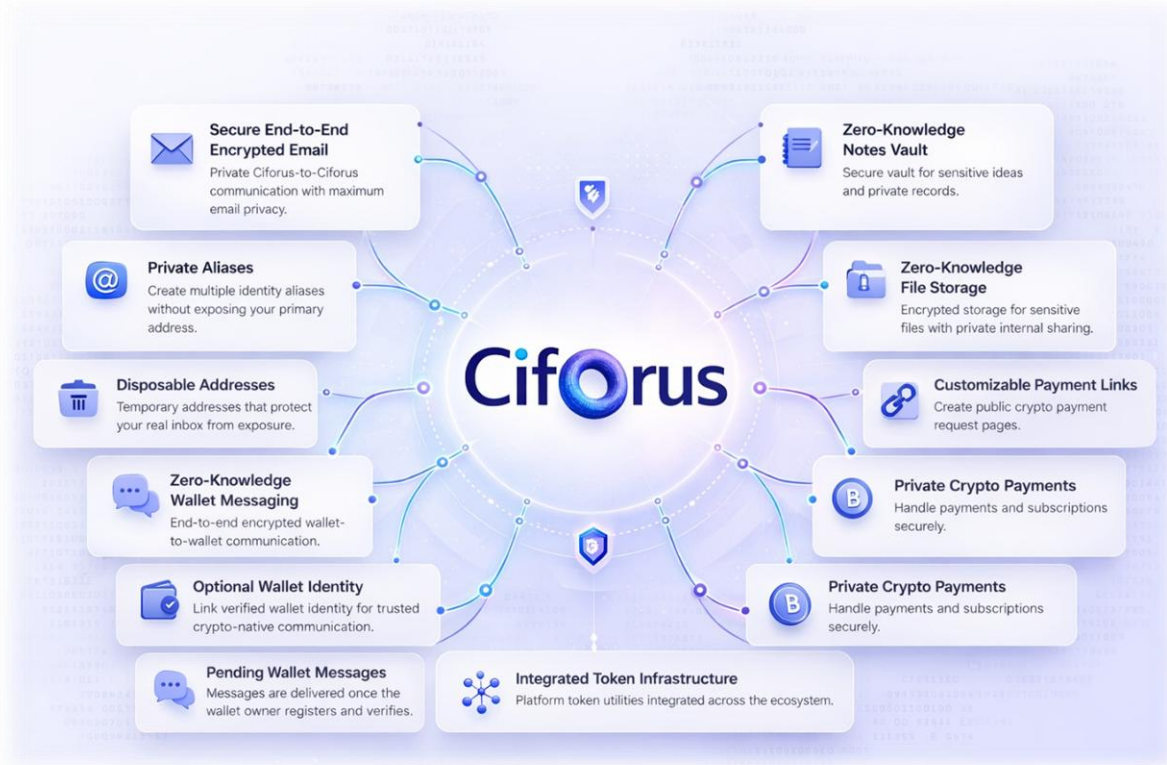 Secure End-to-End
Encrypted Email
Private Ciforus-to-Ciforus
communication with maximum
email privacy.
Private Aliases
Create multiple identity aliases
without exposing your primary
address.
Disposable Addresses
Temporary addresses that protect
your real inbox from exposure.
Zero-Knowledge
Wallet Messaging
End-to-end encrypted wallet-
to-wallet communication.
Optional Wallet Identity
Link verified wallet identity for trusted
crypto-native communication.
Pending Wallet Messages
Messages are delivered once the
wallet owner registers and verifies.
Ciforus
Zero-Knowledge
Notes Vault
Secure vault for sensitive ideas
and private records.
Zero-Knowledge
File Storage
Encrypted storage for sensitive
files with private internal sharing.
Customizable Payment Links
Create public crypto payment
request pages.
B
Private Crypto Payments
Handle payments and subscriptions
securely.
B
Private Crypto Payments
Handle payments and subscriptions
securely.
Integrated Token Infrastructure
Platform token utilities integrated across the ecosystem.